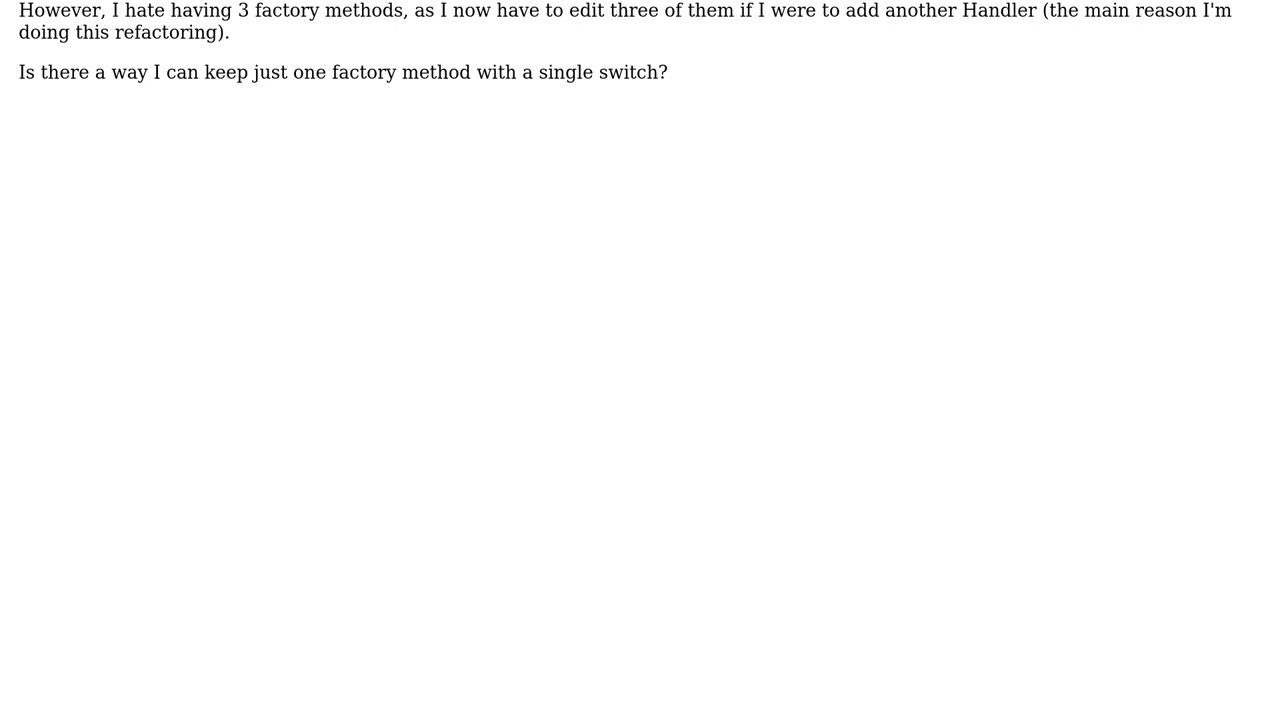 However, I hate having 3 factory methods, as I now have to edit three of them if I were to add another Handler (the main reason I'm
doing this refactoring).
Is there a way I can keep just one factory method with a single switch?